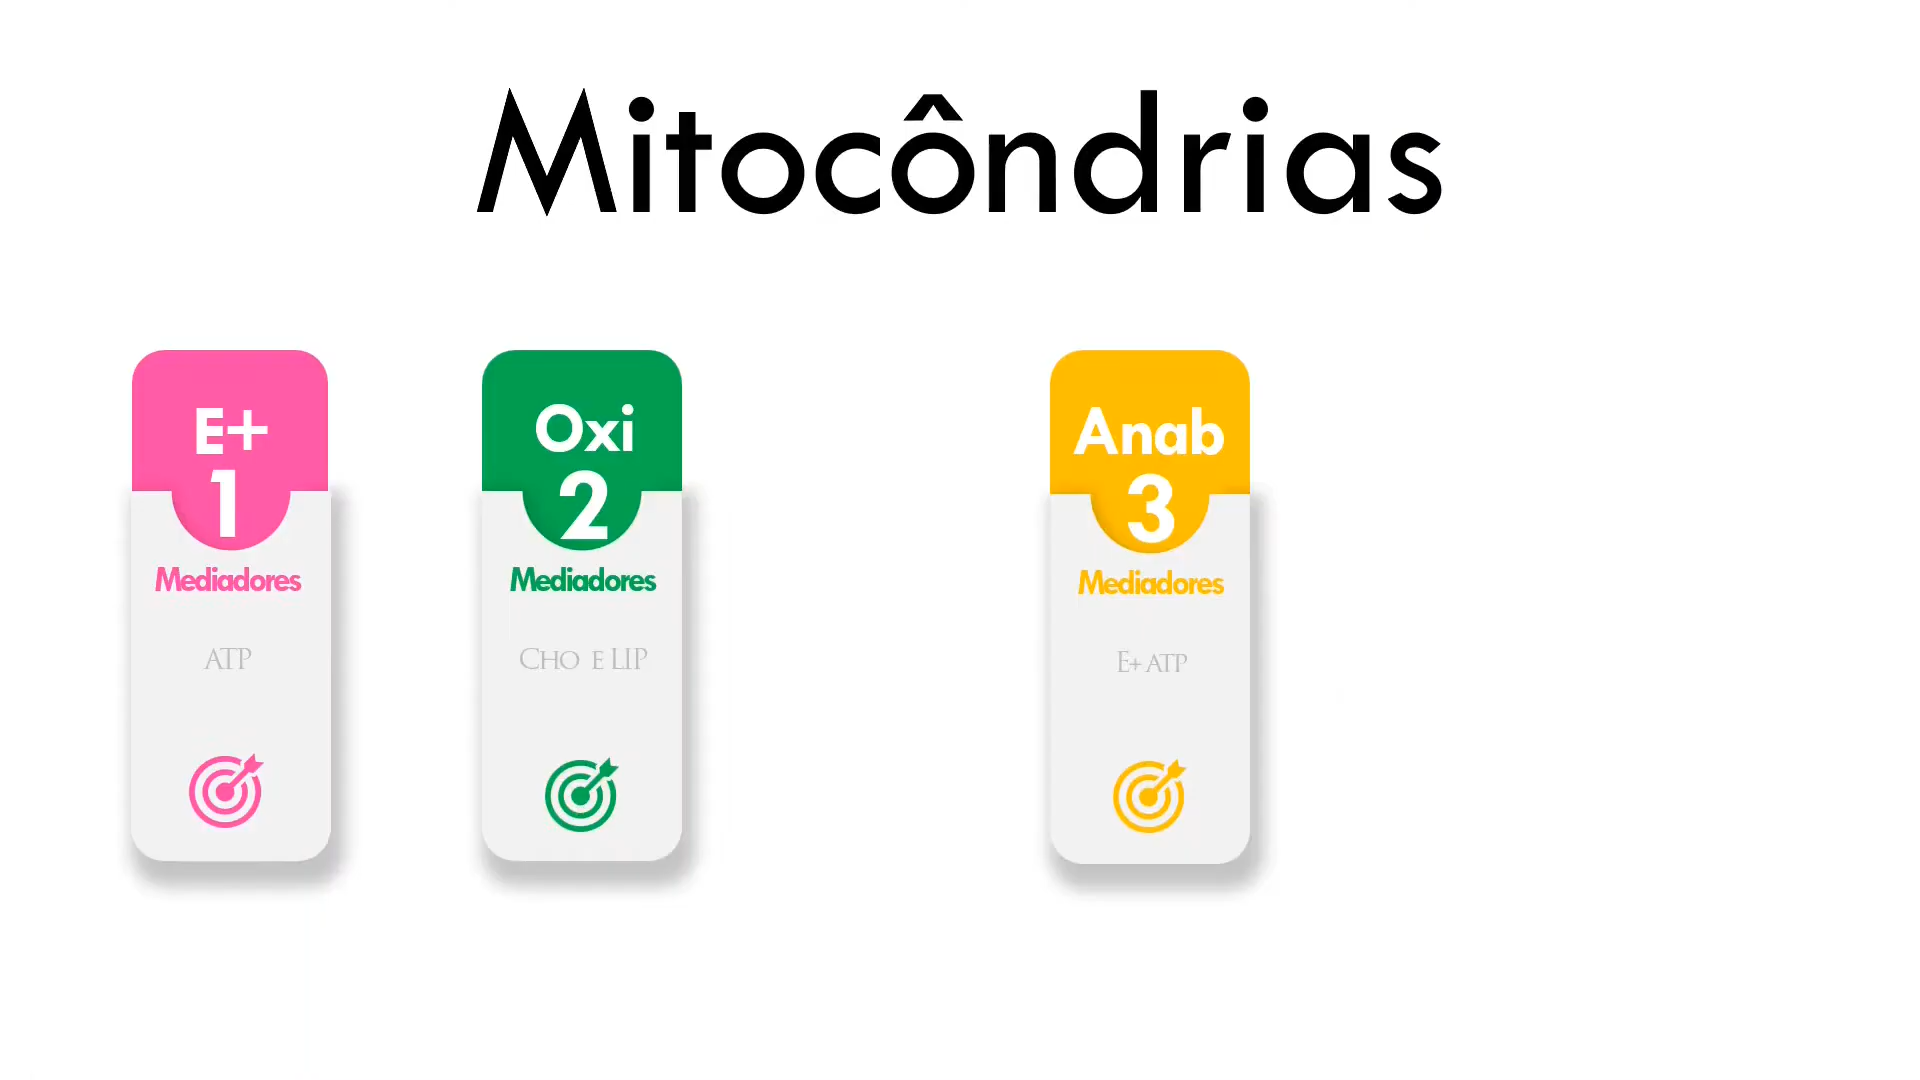 Mitocôndrias
E+
1
Mediadores
ATP
Oxi
2
Mediadores
CHO E LIP
Anab
3
Mediadores
E+ ATP